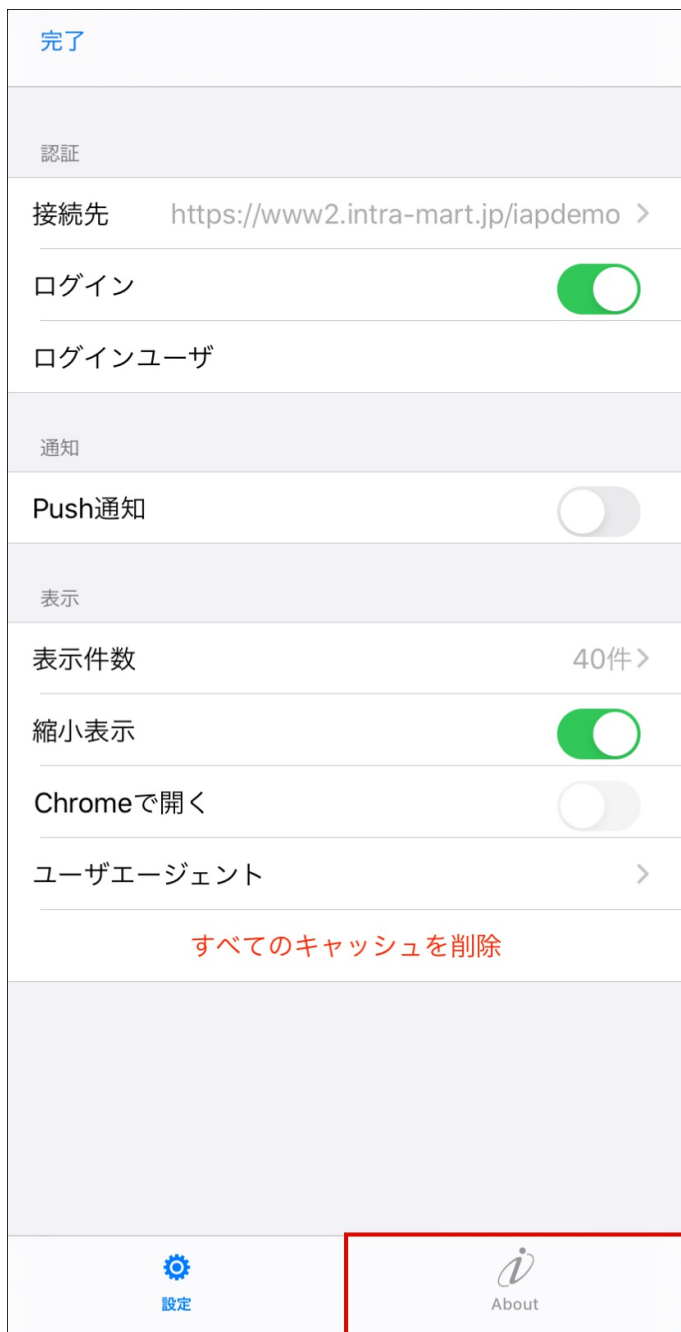 完了
認証
接続先 https://www2.intra-mart.jp/iapdemo
ログイン
ログインユーザ
通知
Push通知
表示
表示件数 40件
縮小表示
Chromeで開く
ユーザエージェント
すべてのキャッシュを削除
設定 About